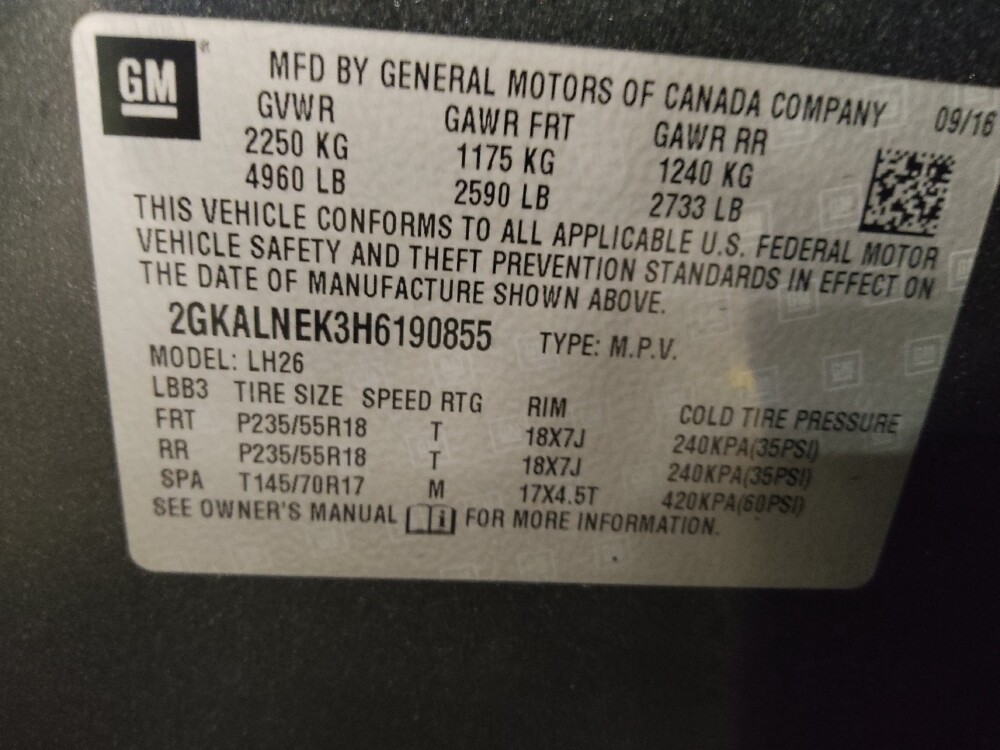 GM
MFD BY GENERAL MOTORS OF CANADA COMPANY 09/16
GVWR GAWR FRT GAWR RR
2250 KG 1175 KG 1240 KG
4960 LB 2590 LB 2733 LB
THIS VEHICLE CONFORMS TO ALL APPLICABLE U.S. FEDERAL MOTOR
VEHICLE SAFETY AND THEFT PREVENTION STANDARDS IN EFFECT ON
THE DATE OF MANUFACTURE SHOWN ABOVE.
2GKALNEK3H6190855 TYPE: M.P.V.
MODEL: LH26
LBB3 TIRE SIZE SPEED RTG RIM COLD TIRE PRESSURE
FRT P235/55R18 T 18X7J 240KPA(35PSI)
RR P235/55R18 T 18X7J 240KPA(35PSI)
SPA T145/70R17 M 17X4.5T 420KPA(60PSI)
SEE OWNER'S MANUAL i FOR MORE INFORMATION.